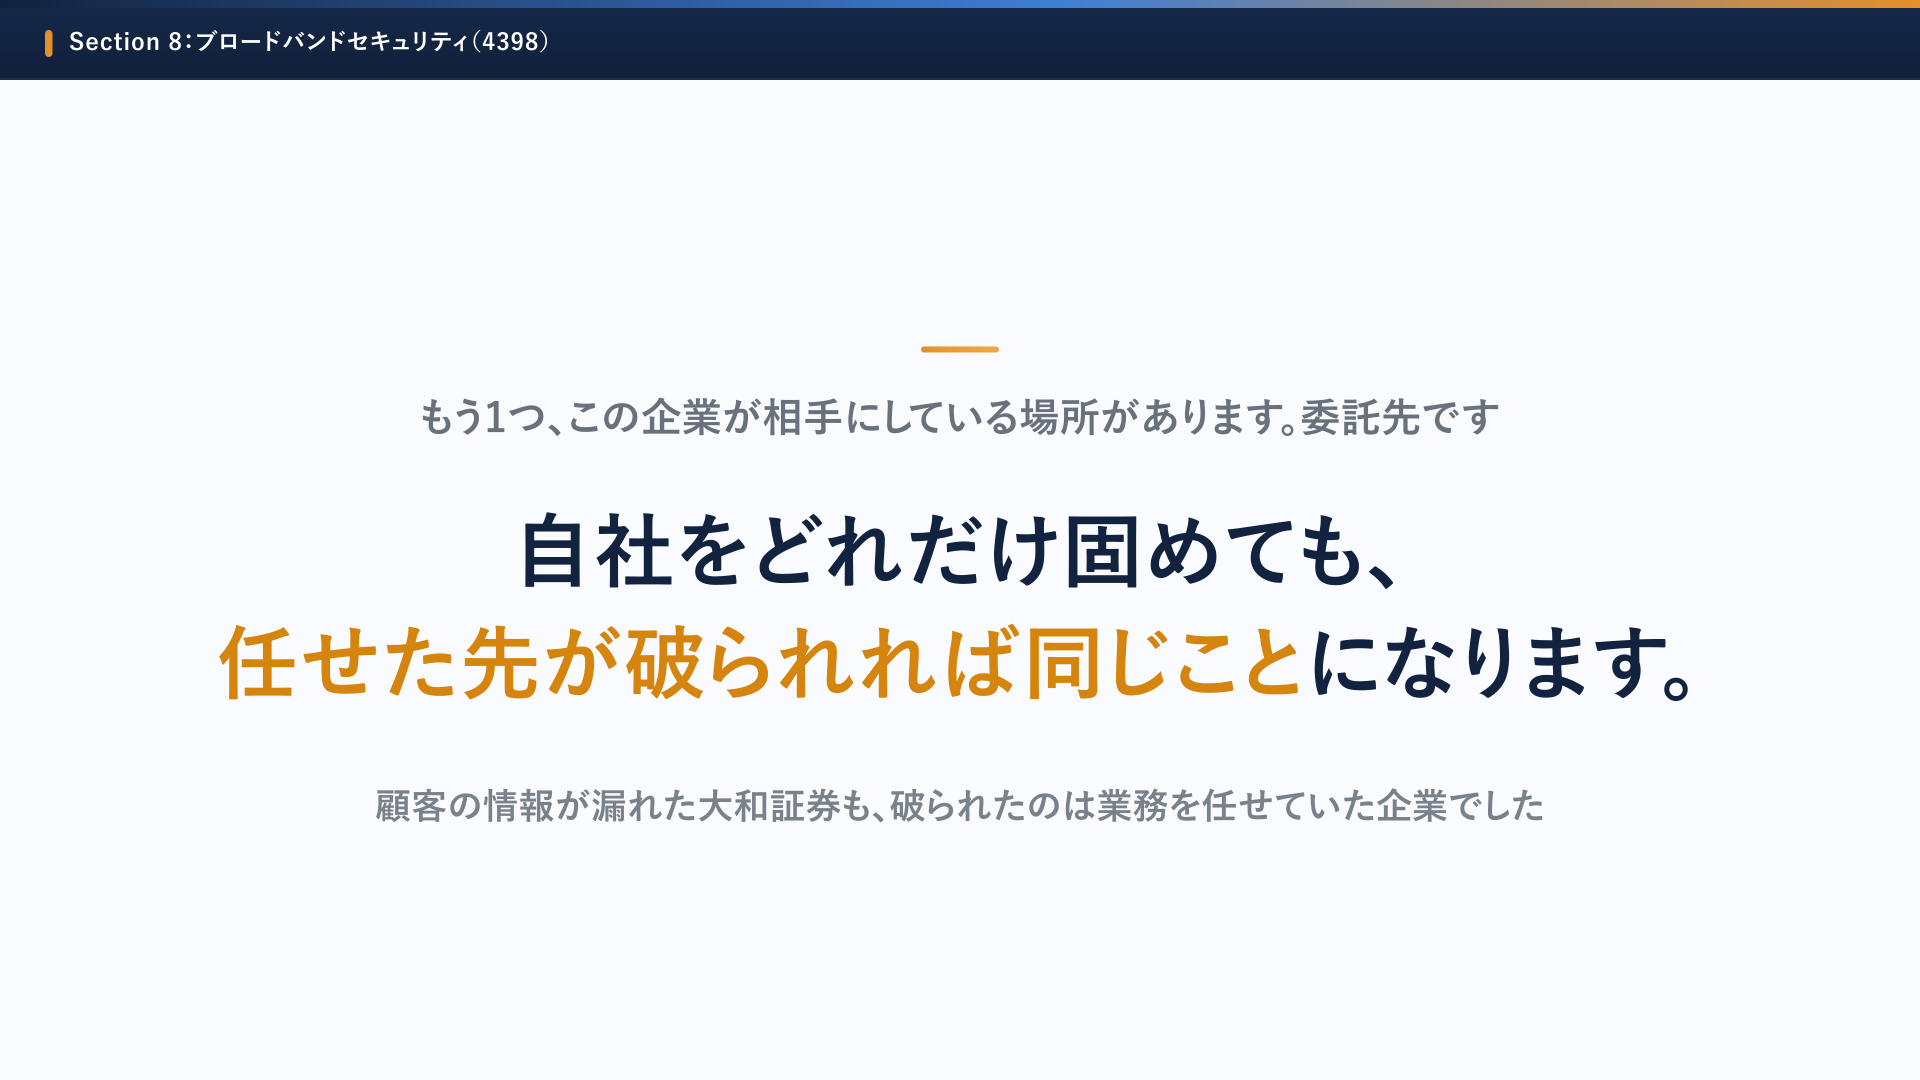 Section 8：ブロードバンドセキュリティ（4398）
もう1つ、この企業が相手にしている場所があります。委託先です
自社をどれだけ固めても、
任せた先が破られれば同じことになります。
顧客の情報が漏れた大和証券も、破られたのは業務を任せていた企業でした